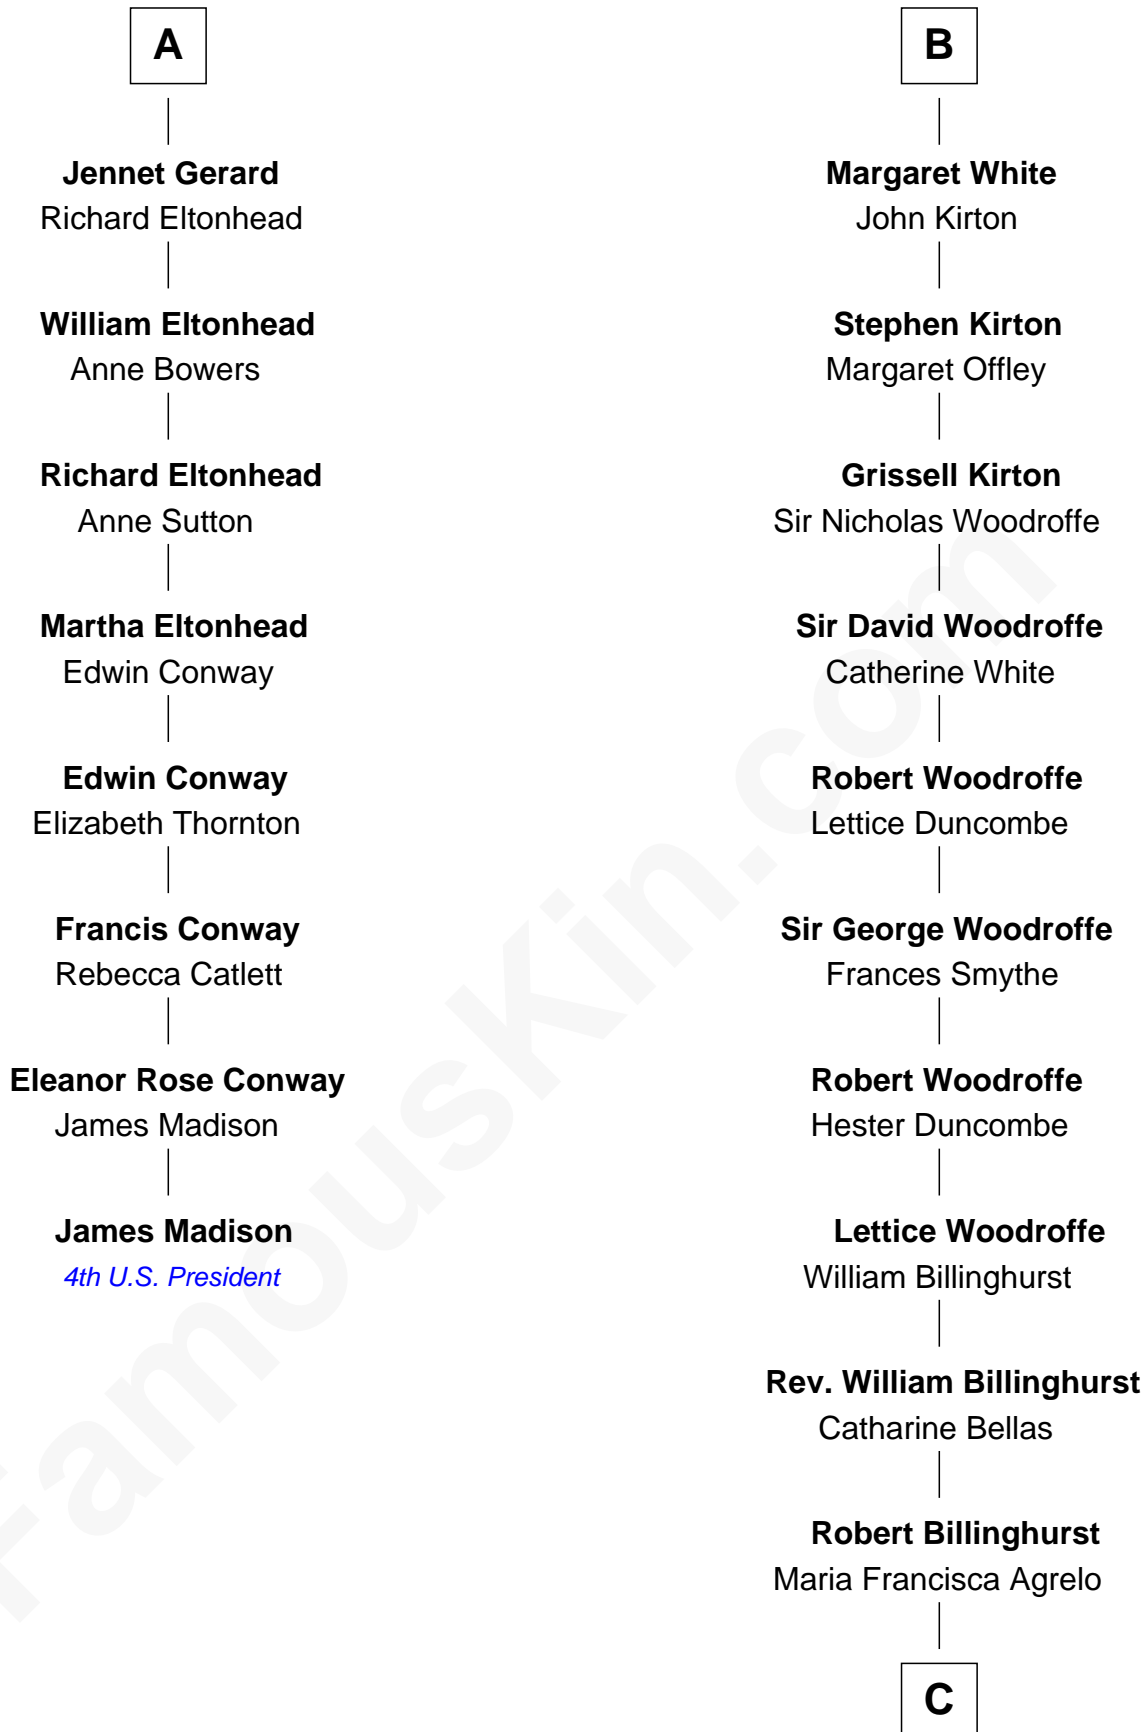 A
Jennet Gerard
Richard Eltonhead
William Eltonhead
Anne Bowers
Richard Eltonhead
Anne Sutton
Martha Eltonhead
Edwin Conway
Edwin Conway
Elizabeth Thornton
Francis Conway
Rebecca Catlett
Eleanor Rose Conway
James Madison
James Madison
4th U.S. President
B
Margaret White
John Kirton
Stephen Kirton
Margaret Offley
Grissell Kirton
Sir Nicholas Woodroffe
Sir David Woodroffe
Catherine White
Robert Woodroffe
Lettice Duncombe
Sir George Woodroffe
Frances Smythe
Robert Woodroffe
Hester Duncombe
Lettice Woodroffe
William Billinghurst
Rev. William Billinghurst
Catharine Bellas
Robert Billinghurst
Maria Francisca Agrelo
C
FamousKin.com